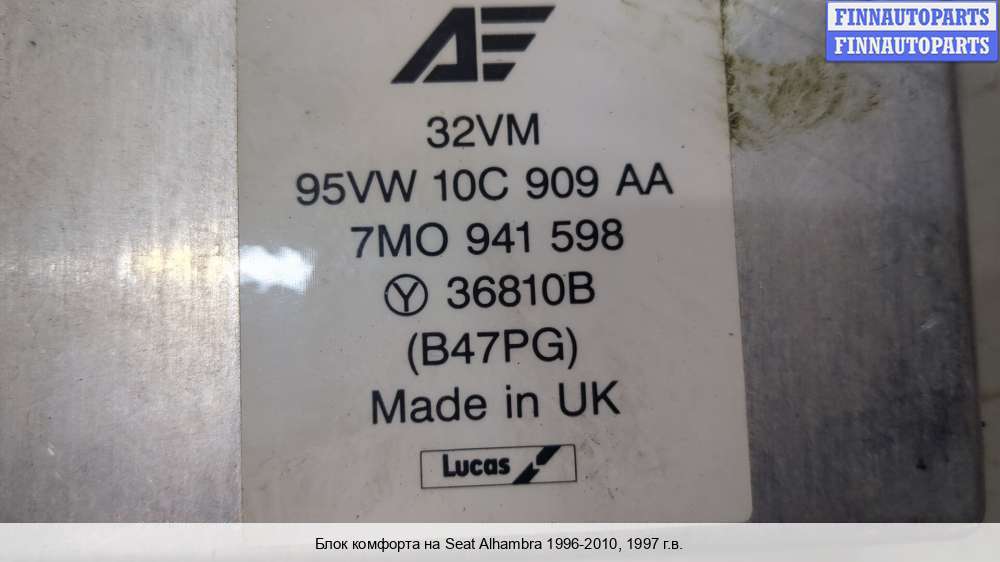 FINNAUTOPARTS
FINNAUTOPARTS
AE
32VM
95VW 10C 909 AA
7MO 941 598
Ⓨ 36810B
(B47PG)
Made in UK
Lucas
Блок комфорта на Seat Alhambra 1996-2010, 1997 г.в.